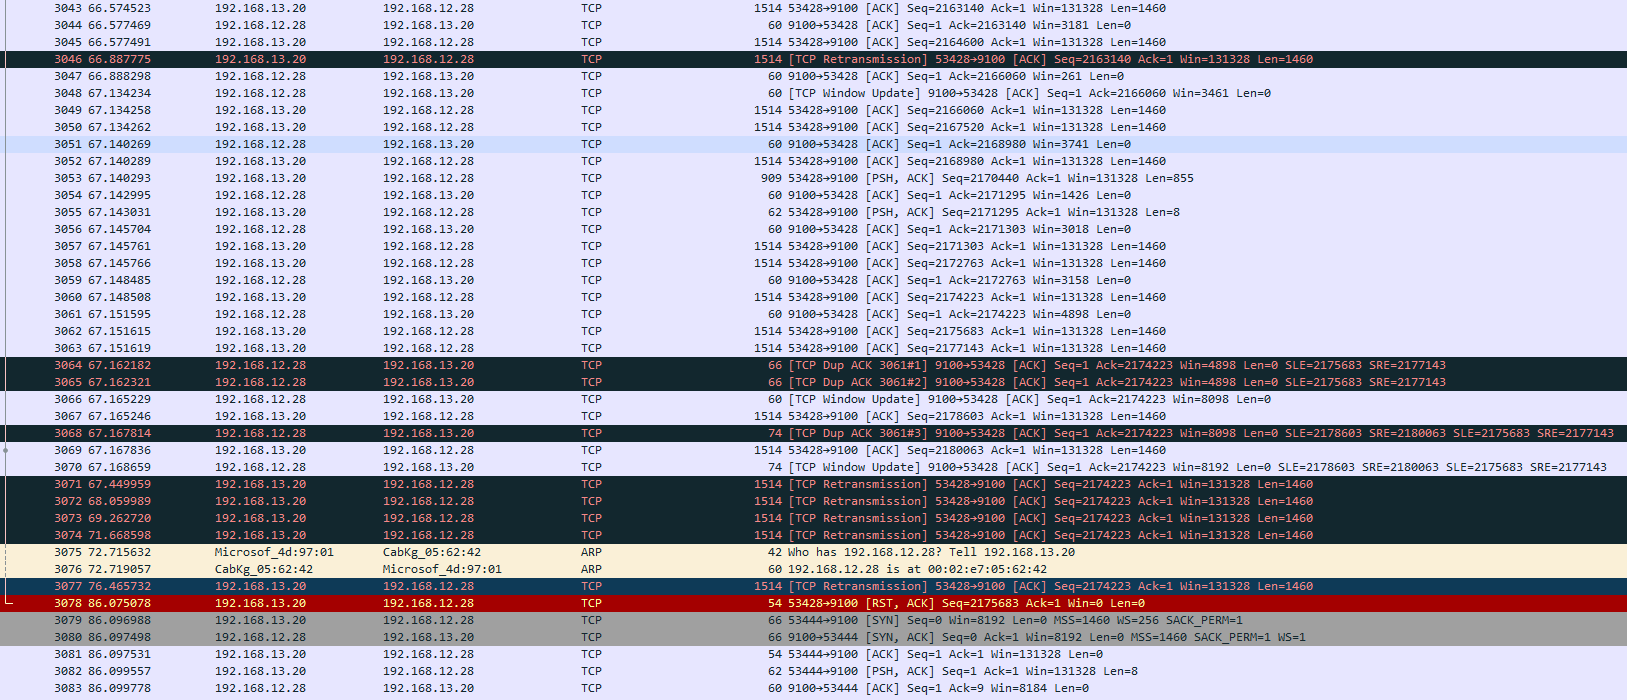 3043 66.574523 192.168.13.20 192.168.12.28 TCP 1514 53428→9100 [ACK] Seq=2163140 Ack=1 Win=131328 Len=1460
3044 66.577469 192.168.12.28 192.168.13.20 TCP 60 9100→53428 [ACK] Seq=1 Ack=2163140 Win=3181 Len=0
3045 66.577491 192.168.13.20 192.168.12.28 TCP 1514 53428→9100 [ACK] Seq=2164600 Ack=1 Win=131328 Len=1460
3046 66.887775 192.168.13.20 192.168.12.28 TCP 1514 [TCP Retransmission] 53428→9100 [ACK] Seq=2163140 Ack=1 Win=131328 Len=1460
3047 66.888298 192.168.12.28 192.168.13.20 TCP 60 9100→53428 [ACK] Seq=1 Ack=2166060 Win=261 Len=0
3048 67.134234 192.168.12.28 192.168.13.20 TCP 60 [TCP Window Update] 9100→53428 [ACK] Seq=1 Ack=2166060 Win=3461 Len=0
3049 67.134258 192.168.13.20 192.168.12.28 TCP 1514 53428→9100 [ACK] Seq=2166060 Ack=1 Win=131328 Len=1460
3050 67.134262 192.168.13.20 192.168.12.28 TCP 1514 53428→9100 [ACK] Seq=2167520 Ack=1 Win=131328 Len=1460
3051 67.140269 192.168.12.28 192.168.13.20 TCP 60 9100→53428 [ACK] Seq=1 Ack=2168980 Win=3741 Len=0
3052 67.140289 192.168.13.20 192.168.12.28 TCP 1514 53428→9100 [ACK] Seq=2168980 Ack=1 Win=131328 Len=1460
3053 67.140293 192.168.13.20 192.168.12.28 TCP 909 53428→9100 [PSH, ACK] Seq=2170440 Ack=1 Win=131328 Len=855
3054 67.142995 192.168.12.28 192.168.13.20 TCP 60 9100→53428 [ACK] Seq=1 Ack=2171295 Win=1426 Len=0
3055 67.143031 192.168.13.20 192.168.12.28 TCP 62 53428→9100 [PSH, ACK] Seq=2171295 Ack=1 Win=131328 Len=8
3056 67.145704 192.168.12.28 192.168.13.20 TCP 60 9100→53428 [ACK] Seq=1 Ack=2171303 Win=3018 Len=0
3057 67.145761 192.168.13.20 192.168.12.28 TCP 1514 53428→9100 [ACK] Seq=2171303 Ack=1 Win=131328 Len=1460
3058 67.145766 192.168.13.20 192.168.12.28 TCP 1514 53428→9100 [ACK] Seq=2172763 Ack=1 Win=131328 Len=1460
3059 67.148485 192.168.12.28 192.168.13.20 TCP 60 9100→53428 [ACK] Seq=1 Ack=2172763 Win=3158 Len=0
3060 67.148508 192.168.13.20 192.168.12.28 TCP 1514 53428→9100 [ACK] Seq=2174223 Ack=1 Win=131328 Len=1460
3061 67.151595 192.168.12.28 192.168.13.20 TCP 60 9100→53428 [ACK] Seq=1 Ack=2174223 Win=4898 Len=0
3062 67.151615 192.168.13.20 192.168.12.28 TCP 1514 53428→9100 [ACK] Seq=2175683 Ack=1 Win=131328 Len=1460
3063 67.151619 192.168.13.20 192.168.12.28 TCP 1514 53428→9100 [ACK] Seq=2177143 Ack=1 Win=131328 Len=1460
3064 67.162182 192.168.12.28 192.168.13.20 TCP 66 [TCP Dup ACK 3061#1] 9100→53428 [ACK] Seq=1 Ack=2174223 Win=4898 Len=0 SLE=2175683 SRE=2177143
3065 67.162321 192.168.12.28 192.168.13.20 TCP 66 [TCP Dup ACK 3061#2] 9100→53428 [ACK] Seq=1 Ack=2174223 Win=4898 Len=0 SLE=2175683 SRE=2177143
3066 67.165229 192.168.12.28 192.168.13.20 TCP 60 [TCP Window Update] 9100→53428 [ACK] Seq=1 Ack=2174223 Win=8098 Len=0
3067 67.165246 192.168.13.20 192.168.12.28 TCP 1514 53428→9100 [ACK] Seq=2178603 Ack=1 Win=131328 Len=1460
3068 67.167814 192.168.12.28 192.168.13.20 TCP 74 [TCP Dup ACK 3061#3] 9100→53428 [ACK] Seq=1 Ack=2174223 Win=8098 Len=0 SLE=2178603 SRE=2180063 SLE=2175683 SRE=2177143
3069 67.167836 192.168.13.20 192.168.12.28 TCP 1514 53428→9100 [ACK] Seq=2180063 Ack=1 Win=131328 Len=1460
3070 67.168659 192.168.12.28 192.168.13.20 TCP 74 [TCP Window Update] 9100→53428 [ACK] Seq=1 Ack=2174223 Win=8192 Len=0 SLE=2178603 SRE=2180063 SLE=2175683 SRE=2177143
3071 67.449959 192.168.13.20 192.168.12.28 TCP 1514 [TCP Retransmission] 53428→9100 [ACK] Seq=2174223 Ack=1 Win=131328 Len=1460
3072 68.059989 192.168.13.20 192.168.12.28 TCP 1514 [TCP Retransmission] 53428→9100 [ACK] Seq=2174223 Ack=1 Win=131328 Len=1460
3073 69.262720 192.168.13.20 192.168.12.28 TCP 1514 [TCP Retransmission] 53428→9100 [ACK] Seq=2174223 Ack=1 Win=131328 Len=1460
3074 71.668598 192.168.13.20 192.168.12.28 TCP 1514 [TCP Retransmission] 53428→9100 [ACK] Seq=2174223 Ack=1 Win=131328 Len=1460
3075 72.715632 Microsof_4d:97:01 CabKg_05:62:42 ARP 42 Who has 192.168.12.28? Tell 192.168.13.20
3076 72.719057 CabKg_05:62:42 Microsof_4d:97:01 ARP 60 192.168.12.28 is at 00:02:e7:05:62:42
3077 76.465732 192.168.13.20 192.168.12.28 TCP 1514 [TCP Retransmission] 53428→9100 [ACK] Seq=2174223 Ack=1 Win=131328 Len=1460
3078 86.075078 192.168.13.20 192.168.12.28 TCP 54 53428→9100 [RST, ACK] Seq=2175683 Ack=1 Win=0 Len=0
3079 86.096988 192.168.13.20 192.168.12.28 TCP 66 53444→9100 [SYN] Seq=0 Win=8192 Len=0 MSS=1460 WS=256 SACK_PERM=1
3080 86.097498 192.168.12.28 192.168.13.20 TCP 66 9100→53444 [SYN, ACK] Seq=0 Ack=1 Win=8192 Len=0 MSS=1460 SACK_PERM=1 WS=1
3081 86.097531 192.168.13.20 192.168.12.28 TCP 54 53444→9100 [ACK] Seq=1 Ack=1 Win=131328 Len=0
3082 86.099557 192.168.13.20 192.168.12.28 TCP 62 53444→9100 [PSH, ACK] Seq=1 Ack=1 Win=131328 Len=8
3083 86.099778 192.168.12.28 192.168.13.20 TCP 60 9100→53444 [ACK] Seq=1 Ack=9 Win=8184 Len=0